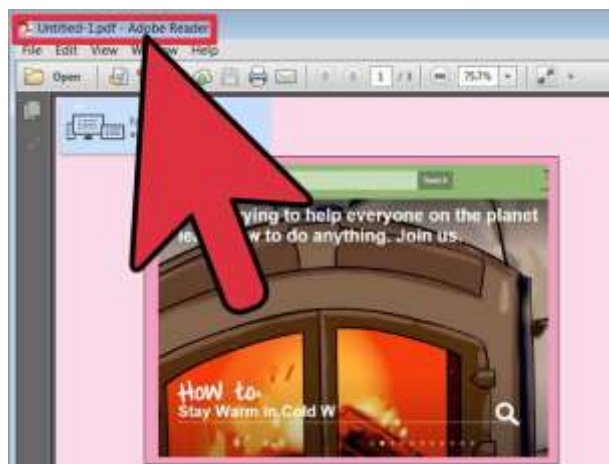 Untitled-1.pdf - Adobe Reader
File Edit View Help
Open 1 / 1 75.7%
Search
ying to help everyone on the planet
w to do anything. Join us
How to:
Stay Warm in Cold W